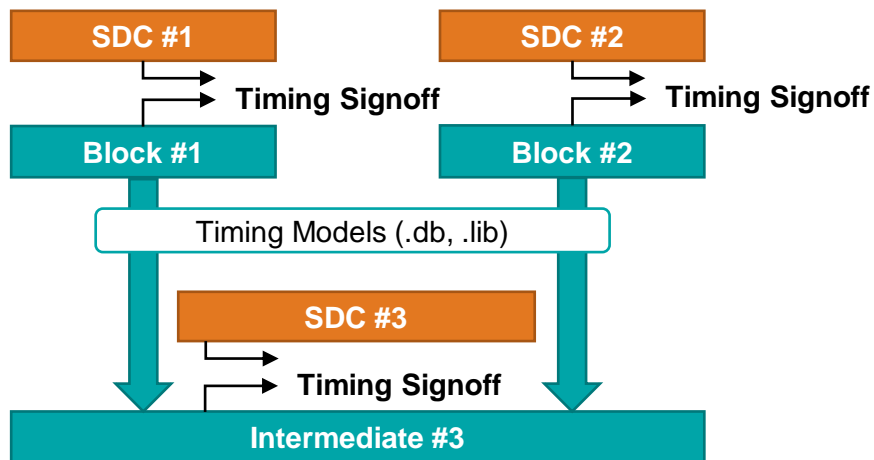 SDC #1
SDC #2
Timing Signoff
Timing Signoff
Block #1
Block #2
Timing Models (.db, .lib)
SDC #3
Timing Signoff
Intermediate #3